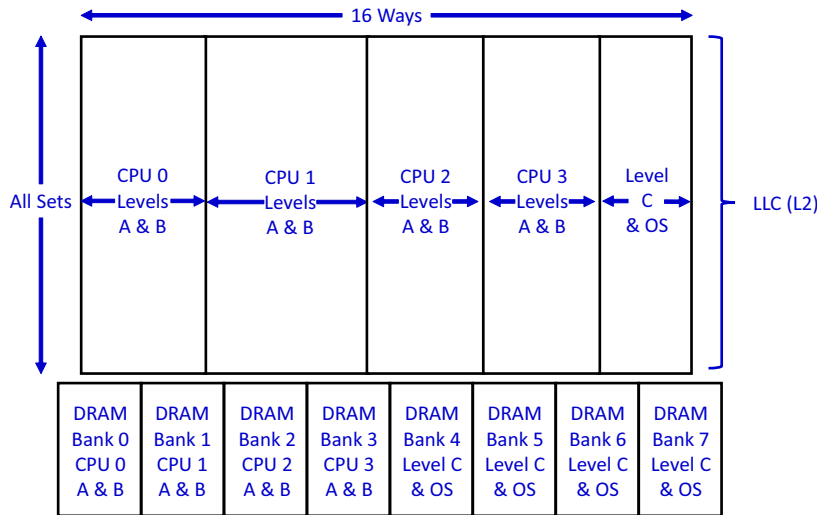 16 Ways
All Sets
CPU 0
Levels
A & B
CPU 1
Levels
A & B
CPU 2
Levels
A & B
CPU 3
Levels
A & B
Level
C
& OS
LLC (L2)
DRAM
Bank 0
CPU 0
A & B
DRAM
Bank 1
CPU 1
A & B
DRAM
Bank 2
CPU 2
A & B
DRAM
Bank 3
CPU 3
A & B
DRAM
Bank 4
Level C
& OS
DRAM
Bank 5
Level C
& OS
DRAM
Bank 6
Level C
& OS
DRAM
Bank 7
Level C
& OS